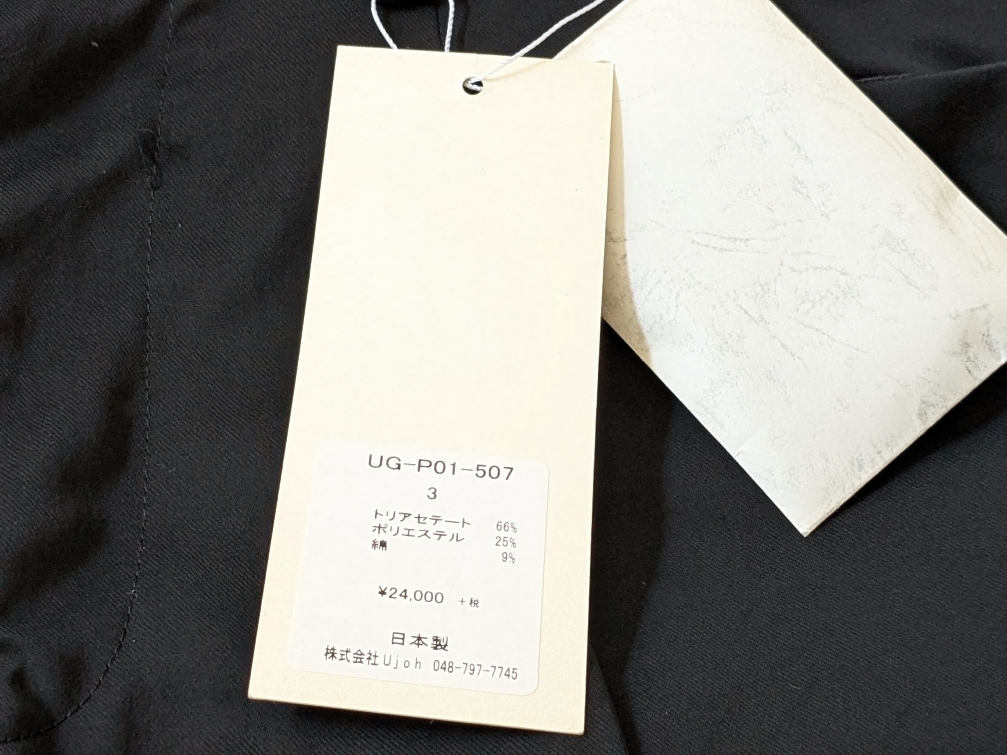 UG-P01-507
3
トリアセテート 66%
ポリエステル 25%
綿 9%
¥24,000 +税
日本製
株式会社Ujoh 048-797-7745